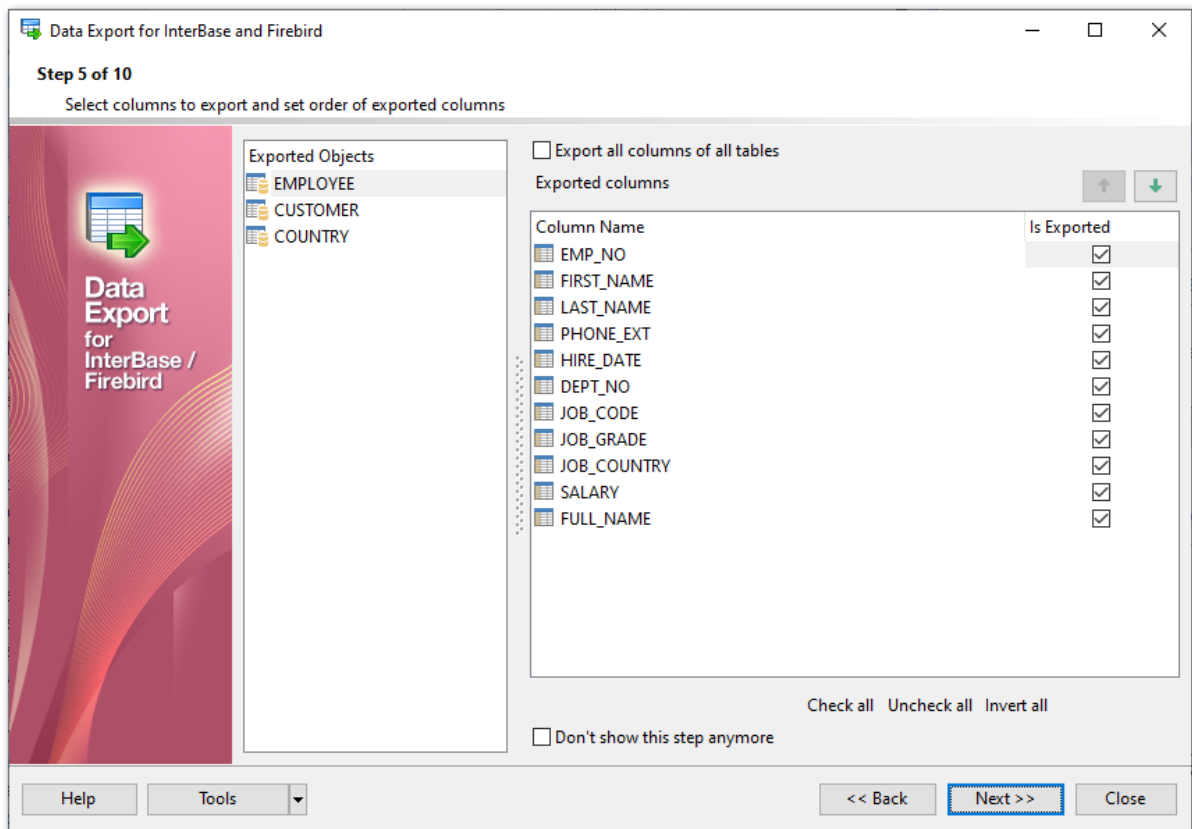 Data Export for InterBase and Firebird
Step 5 of 10
Select columns to export and set order of exported columns
Data
Export
for
InterBase /
Firebird
Exported Objects
EMPLOYEE
CUSTOMER
COUNTRY
Export all columns of all tables
Exported columns
Column Name Is Exported
EMP_NO
FIRST_NAME
LAST_NAME
PHONE_EXT
HIRE_DATE
DEPT_NO
JOB_CODE
JOB_GRADE
JOB_COUNTRY
SALARY
FULL_NAME
Check all Uncheck all Invert all
Don't show this step anymore
Help Tools << Back Next >> Close